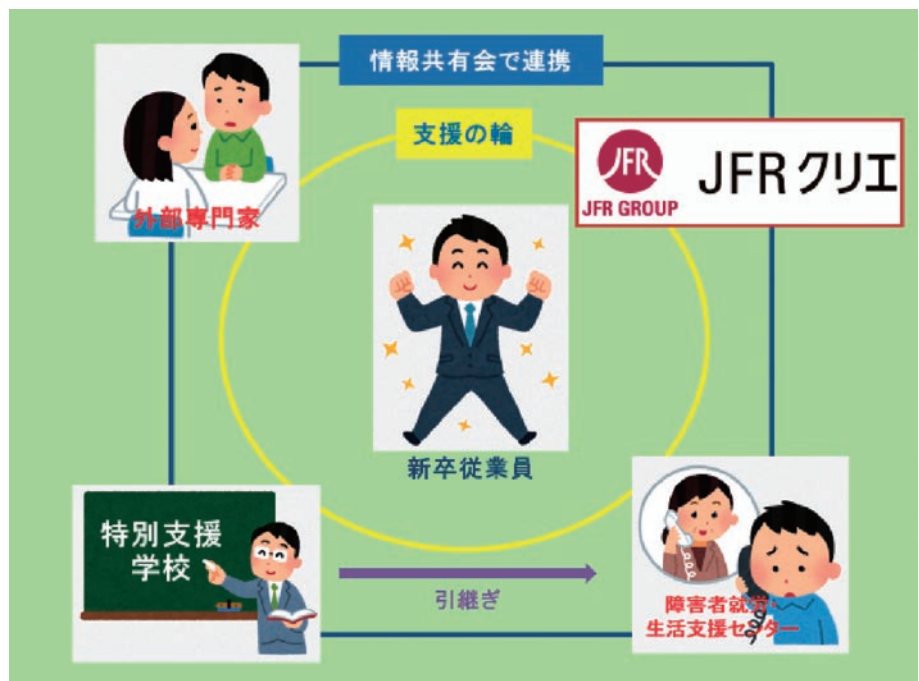 情報共有会で連携
支援の輪
JFR
JFR GROUP
JFRクリエ
外部専門家
新卒従業員
特別支援
学校
引継ぎ
障害者就労・
生活支援センター